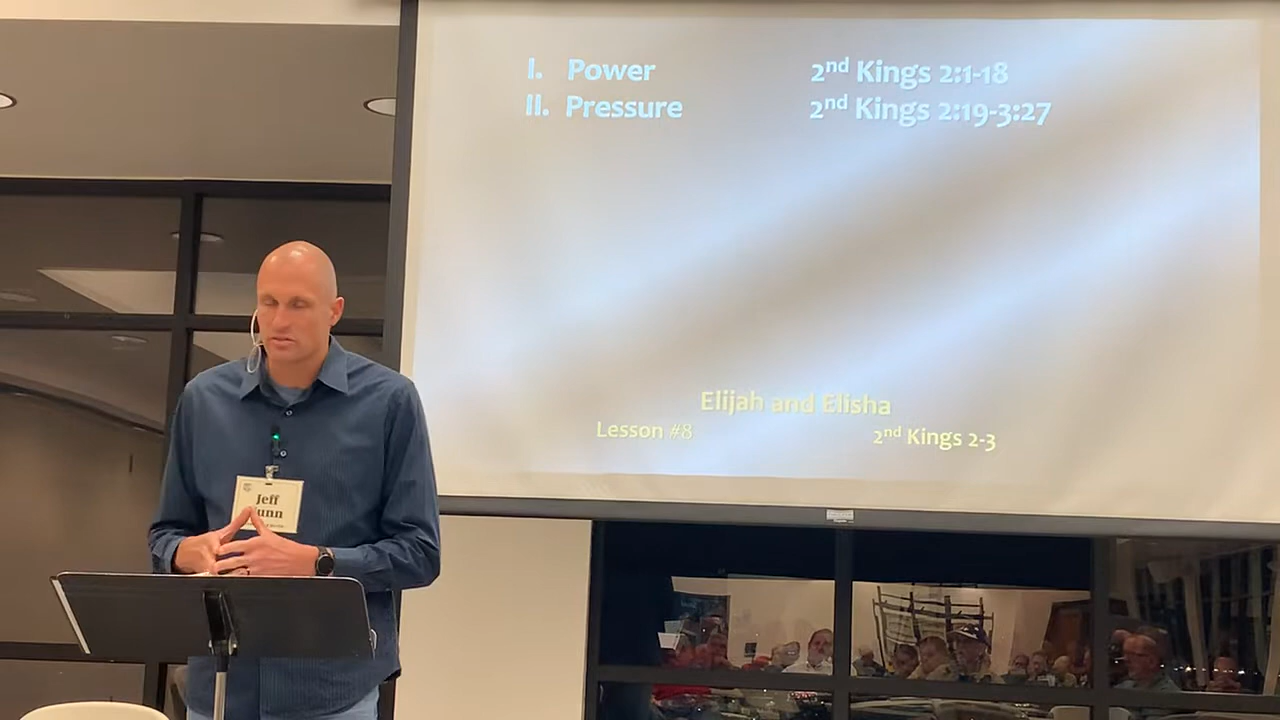 I. Power 2nd Kings 2:1-18
II. Pressure 2nd Kings 2:19-3:27
Elijah and Elisha
Lesson #8 2nd Kings 2-3
Jeff